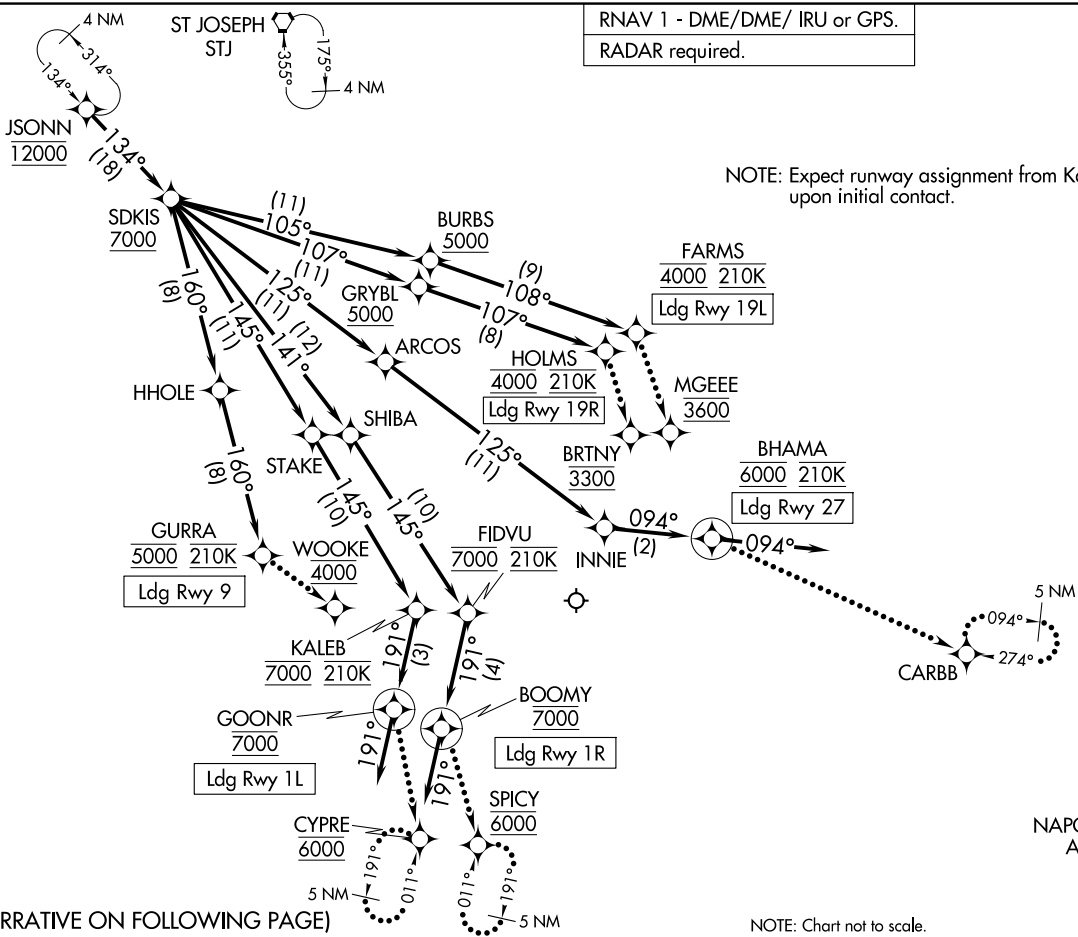 RNAV 1 - DME/DME/ IRU or GPS.
RADAR required.
4 NM
314°
134°
ST JOSEPH
STJ
355°
175°
4 NM
JSONN
12000
134°
(18)
NOTE: Expect runway assignment from Ka
upon initial contact.
SDKIS
7000
(11)
105°
BURBS
5000
107°
(11)
GRYBL
5000
(9)
108°
FARMS
4000 210K
Ldg Rwy 19L
107°
(8)
HOLMS
4000 210K
Ldg Rwy 19R
MGEEE
3600
BRTNY
3300
125°
(11)
ARCOS
125°
(11)
INNIE
094°
(2)
BHAMA
6000 210K
Ldg Rwy 27
094°
CARBB
094°
274°
5 NM
160°
(8)
HHOLE
160°
(8)
GURRA
5000 210K
Ldg Rwy 9
WOOKE
4000
145°
(11)
STAKE
141°
(12)
SHIBA
145°
(10)
145°
(10)
FIDVU
7000 210K
KALEB
7000 210K
191°
(3)
191°
(4)
GOONR
7000
Ldg Rwy 1L
191°
BOOMY
7000
Ldg Rwy 1R
191°
CYPRE
6000
191°
011°
5 NM
SPICY
6000
011°
191°
5 NM
NAPO
A
RRATIVE ON FOLLOWING PAGE)
NOTE: Chart not to scale.